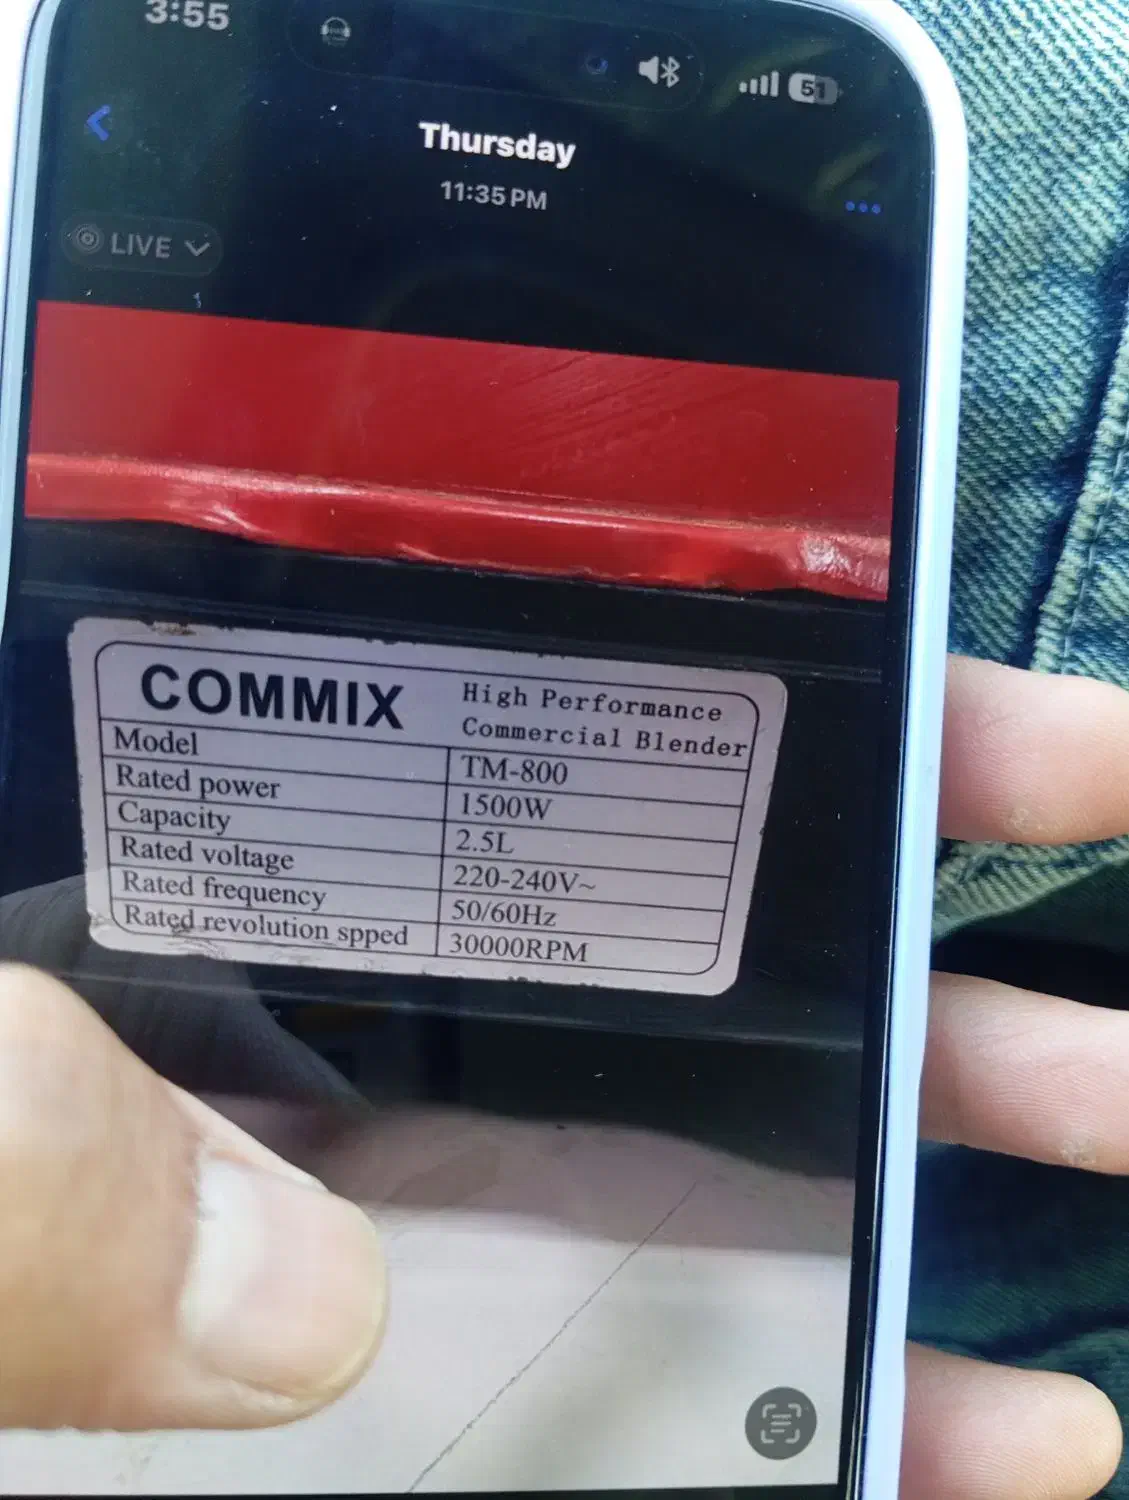 3:55
51
Thursday
11:35 PM
LIVE
COMMIX High Performance
Commercial Blender
Model TM-800
Rated power 1500W
Capacity 2.5L
Rated voltage 220-240V~
Rated frequency 50/60Hz
Rated revolution spped 30000RPM